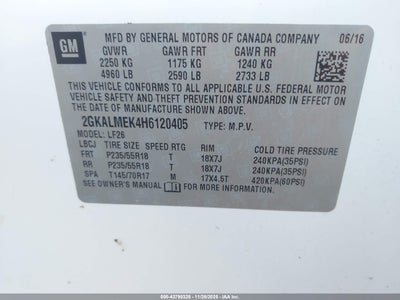 GM
MFD BY GENERAL MOTORS OF CANADA COMPANY 06/16
GVWR GAWR FRT GAWR RR
2250 KG 1175 KG 1240 KG
4960 LB 2590 LB 2733 LB
THIS VEHICLE CONFORMS TO ALL APPLICABLE U.S. FEDERAL MOTOR
VEHICLE SAFETY AND THEFT PREVENTION STANDARDS IN EFFECT ON THE
DATE OF MANUFACTURE SHOWN ABOVE.
2GKALMEK4H6120405 TYPE: M.P.V.
MODEL: LF26
LBCJ TIRE SIZE SPEED RTG RIM COLD TIRE PRESSURE
FRT P235/55R18 T 18X7J 240KPA(35PSI)
RR P235/55R18 T 18X7J 240KPA(35PSI)
SPA T145/70R17 M 17X4.5T 420KPA(60PSI)
SEE OWNER'S MANUAL FOR ADDITIONAL INFORMATION.